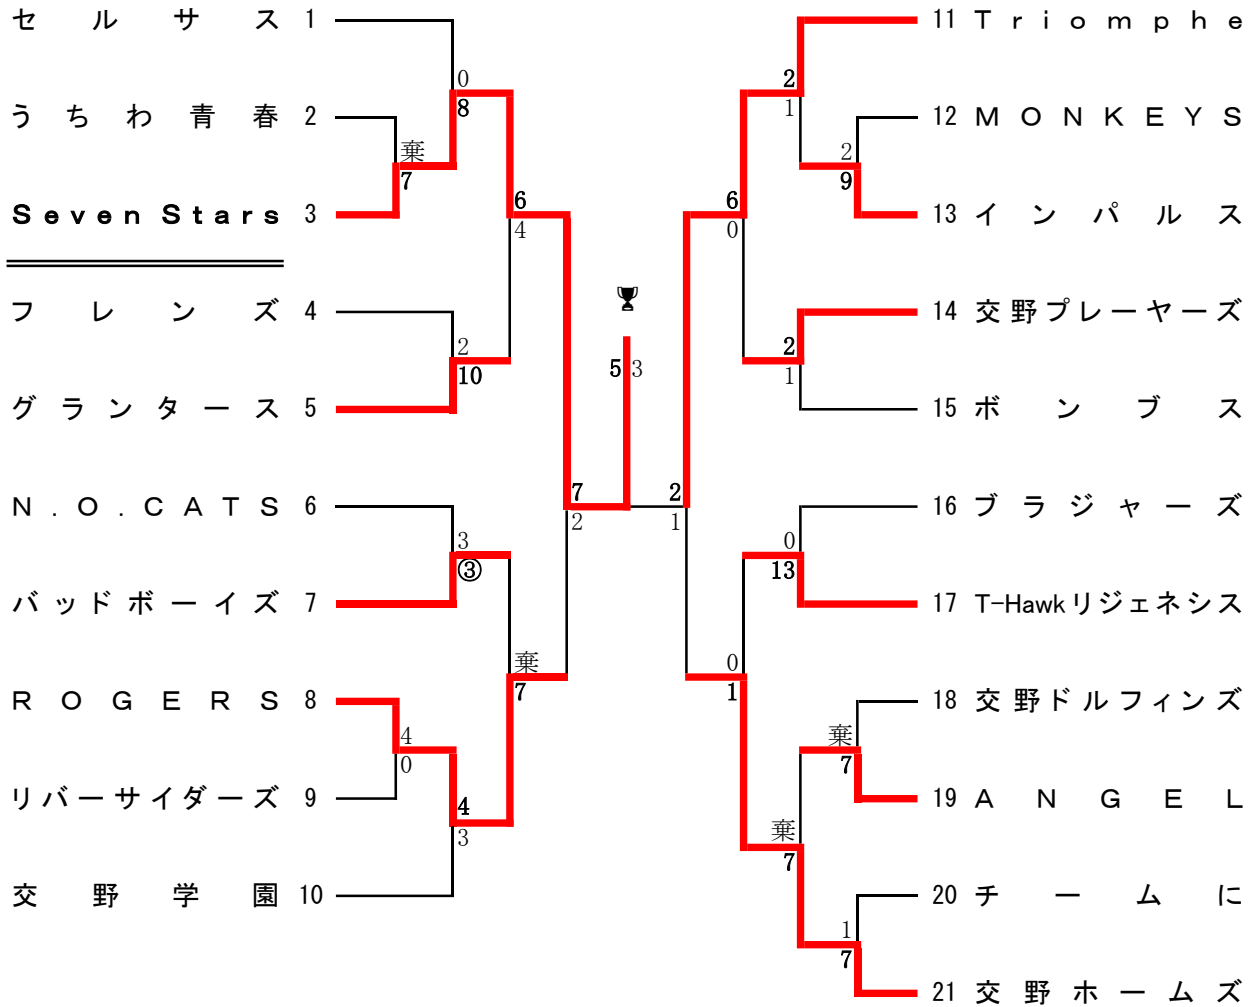 セルサス 1
0
8
うちわ青春 2
棄
7
Seven Stars 3
6
4
フレンズ 4
2
10
グランタース 5
5 3
N.O.CATS 6
7
2
3
③
バッドボーイズ 7
棄
7
ROGERS 8
4
0
リバーサイダーズ 9
4
3
交野学園 10
11 Triomphe
2
1
12 MONKEYS
2
9
13 インパルス
6
0
14 交野プレーヤーズ
2
1
15 ボンブス
2
1
16 ブラジャーズ
0
13
17 T-Hawkリジェネシス
0
1
18 交野ドルフィンズ
棄
7
19 ANGEL
棄
7
20 チームに
1
7
21 交野ホームズ